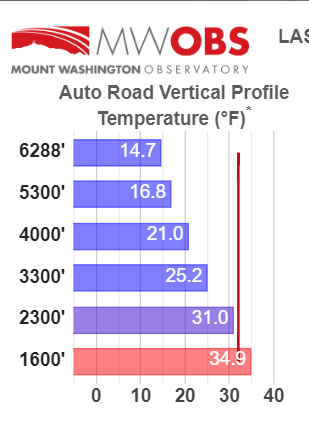 MWOBS
LAS
MOUNT WASHINGTON OBSERVATORY
Auto Road Vertical Profile
Temperature (°F)*
6288' 14.7
5300' 16.8
4000' 21.0
3300' 25.2
2300' 31.0
1600' 34.9
0 10 20 30 40